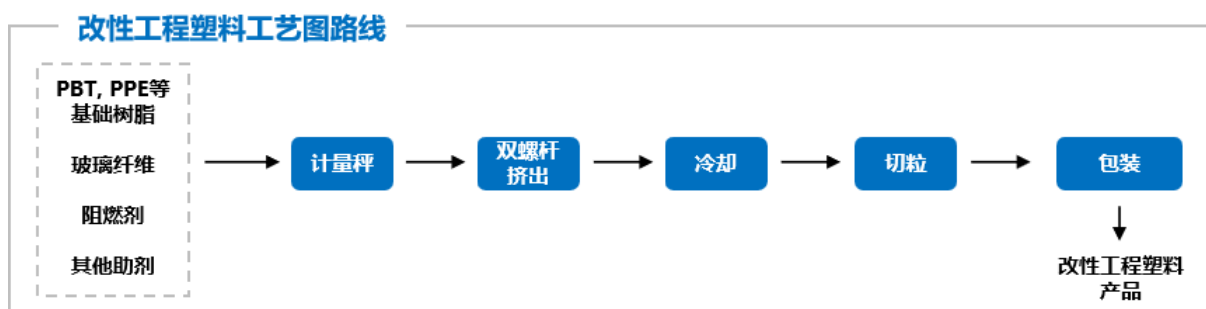 改性工程塑料工艺图路线
PBT, PPE等
基础树脂
玻璃纤维
阻燃剂
其他助剂
计量秤
双螺杆
挤出
冷却
切粒
包装
改性工程塑料
产品